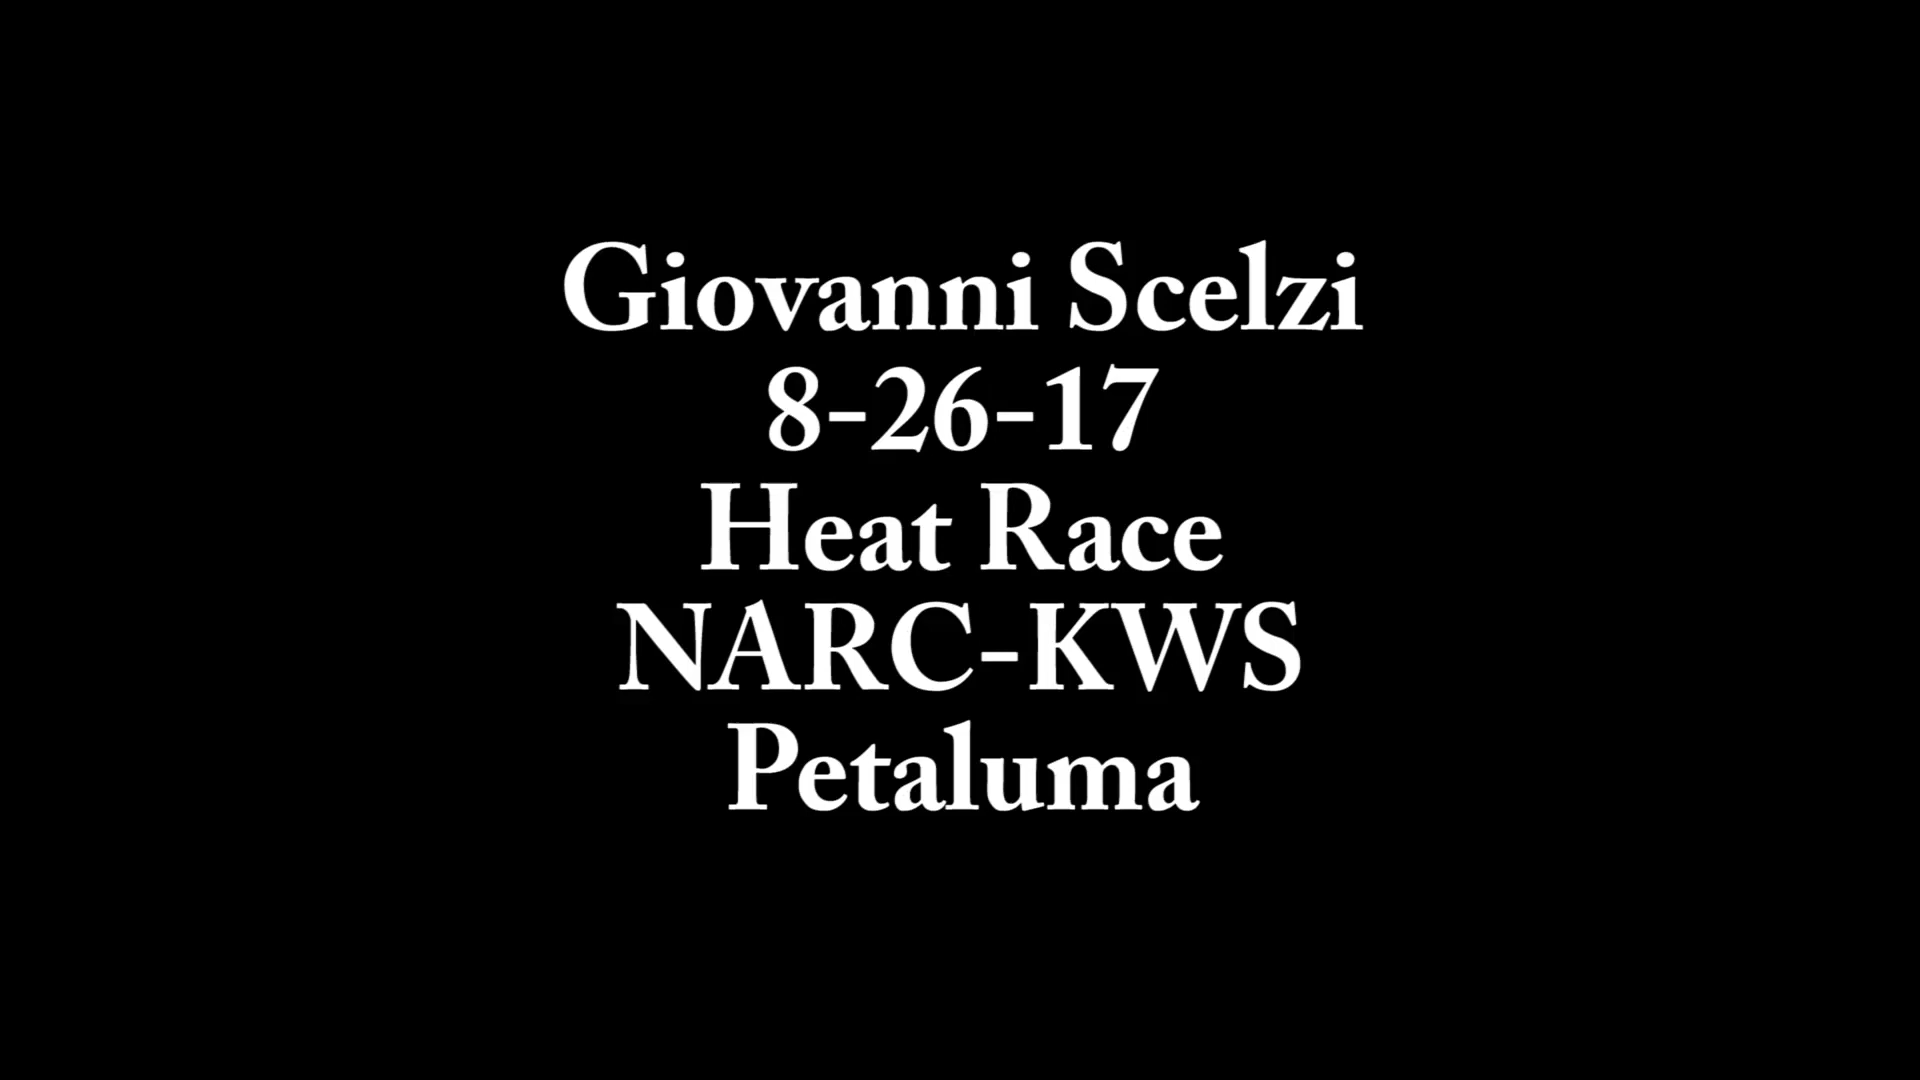 Giovanni Scelzi
8-26-17
Heat Race
NARC-KWS
Petaluma